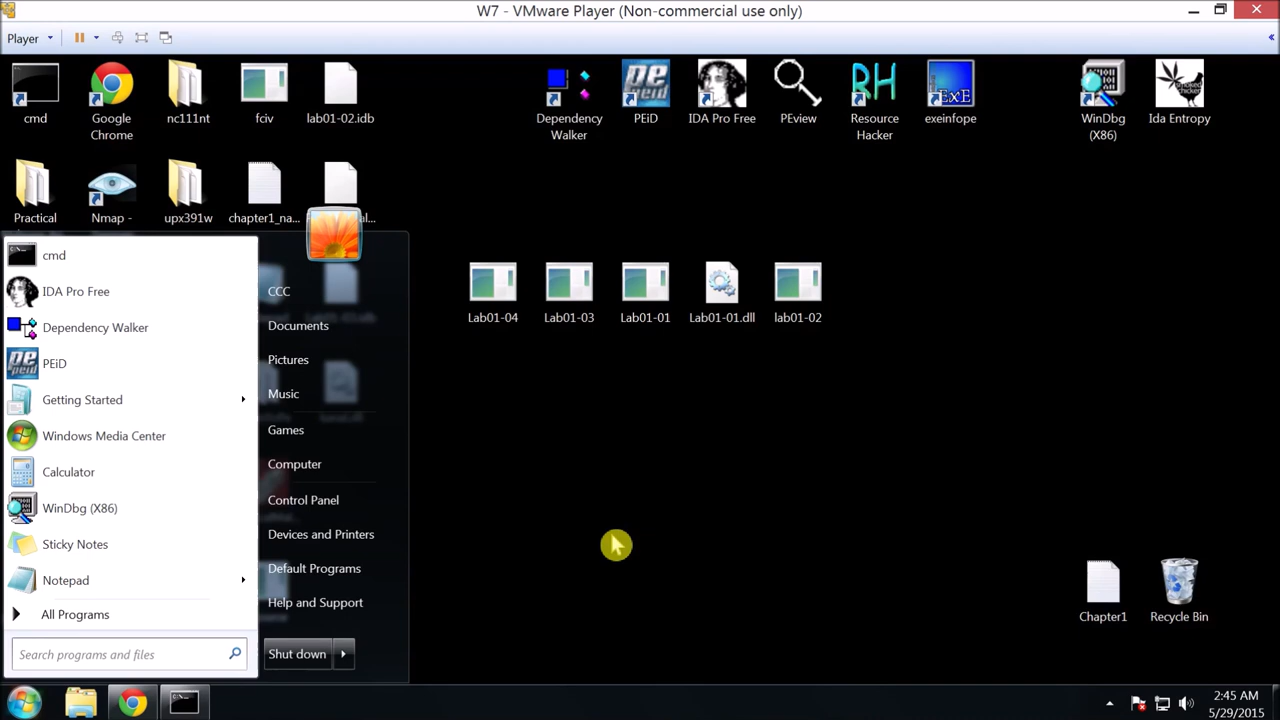 W7 - VMware Player (Non-commercial use only)
Player
cmd
Google
Chrome
nc111nt
fciv
lab01-02.idb
Dependency
Walker
PEiD
IDA Pro Free
PEview
Resource
Hacker
exeinfope
WinDbg
(X86)
Ida Entropy
Practical
Nmap -
upx391w
chapter1_na...
al...
cmd
IDA Pro Free
Dependency Walker
PEiD
Getting Started
Windows Media Center
Calculator
WinDbg (X86)
Sticky Notes
Notepad
All Programs
Search programs and files
CCC
Documents
Pictures
Music
Games
Computer
Control Panel
Devices and Printers
Default Programs
Help and Support
Shut down
Lab01-04
Lab01-03
Lab01-01
Lab01-01.dll
lab01-02
Chapter1
Recycle Bin
2:45 AM
5/29/2015